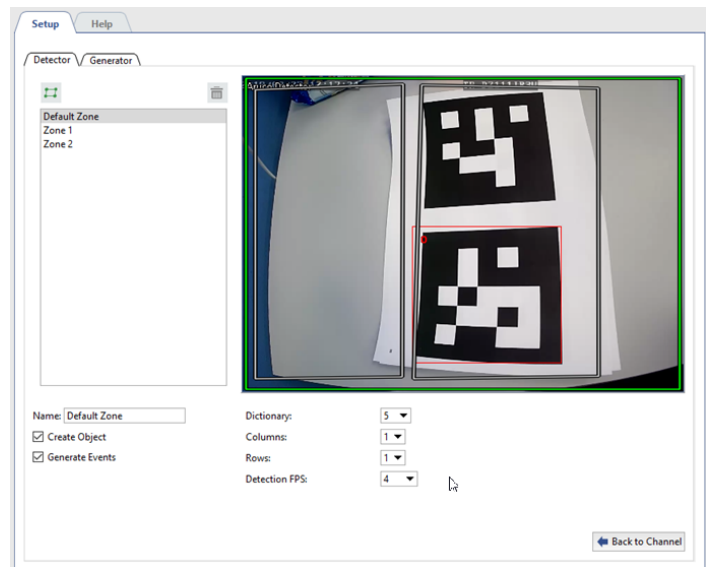 Setup Help
Detector Generator
Default Zone
Zone 1
Zone 2
Name: Default Zone
Create Object
Generate Events
Dictionary: 5
Columns: 1
Rows: 1
Detection FPS: 4
Back to Channel